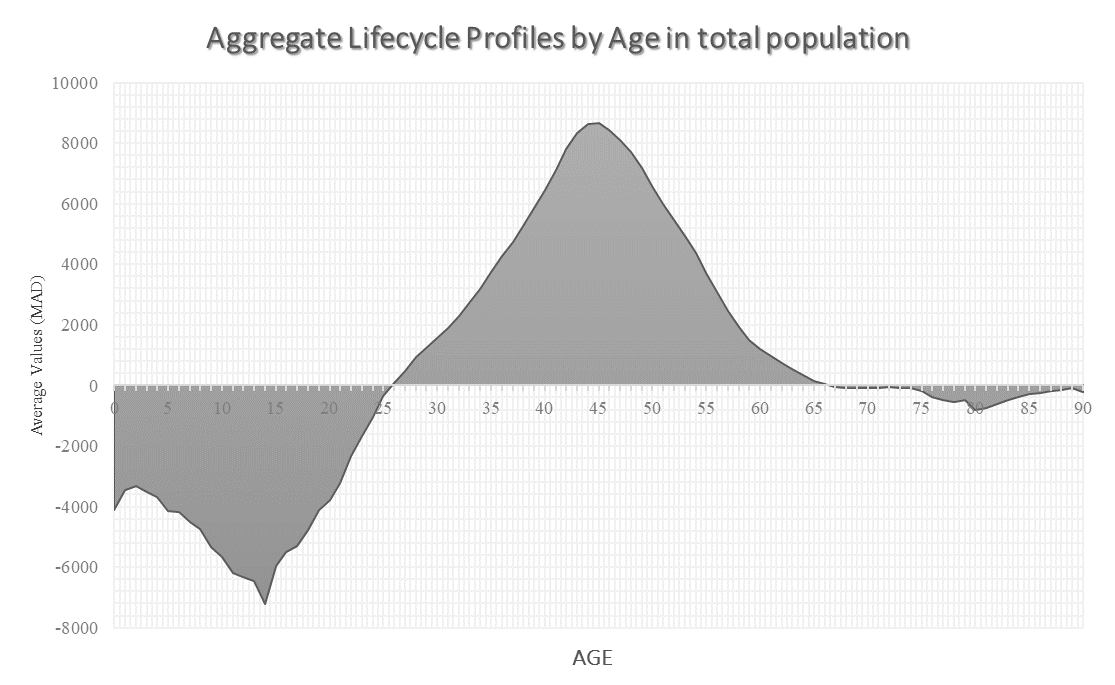 Aggregate Lifecycle Profiles by Age in total population
10000
8000
6000
4000
2000
0
-2000
-4000
-6000
-8000
Average Values (MAD)
0 5 10 15 20 25 30 35 40 45 50 55 60 65 70 75 80 85 90
AGE